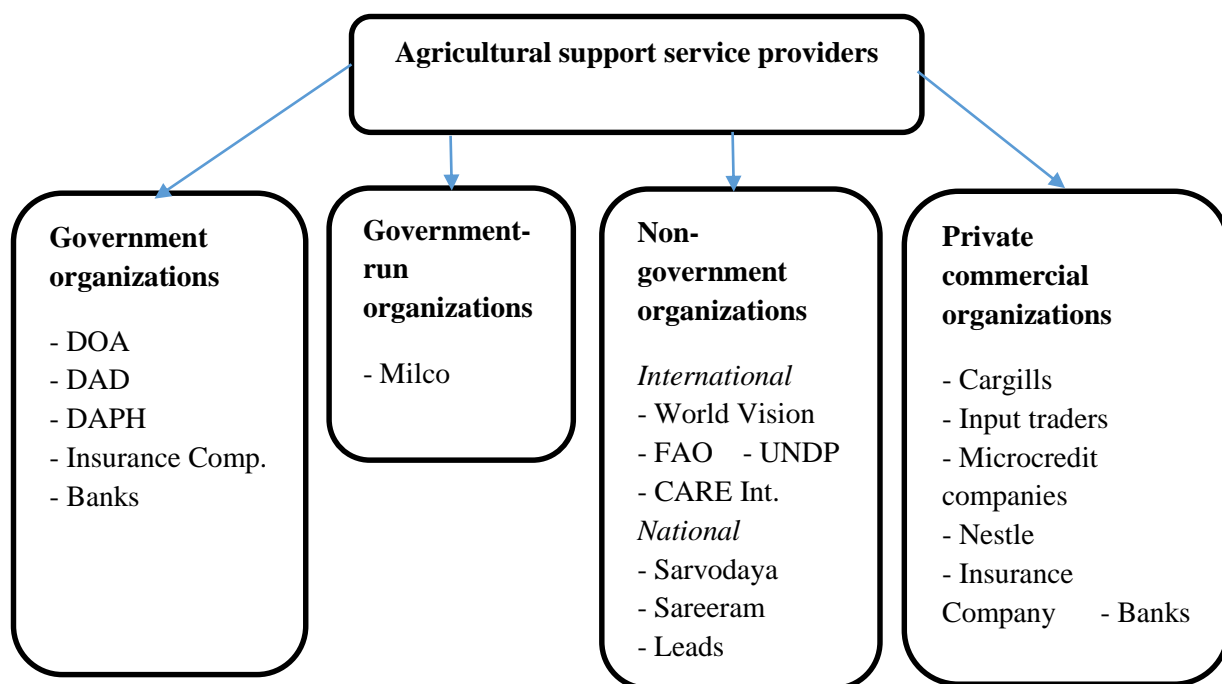 Agricultural support service providers
Government
organizations
- DOA
- DAD
- DAPH
- Insurance Comp.
- Banks
Government-
run
organizations
- Milco
Non-
government
organizations
International
- World Vision
- FAO - UNDP
- CARE Int.
National
- Sarvodaya
- Sareeram
- Leads
Private
commercial
organizations
- Cargills
- Input traders
- Microcredit
companies
- Nestle
- Insurance
Company - Banks